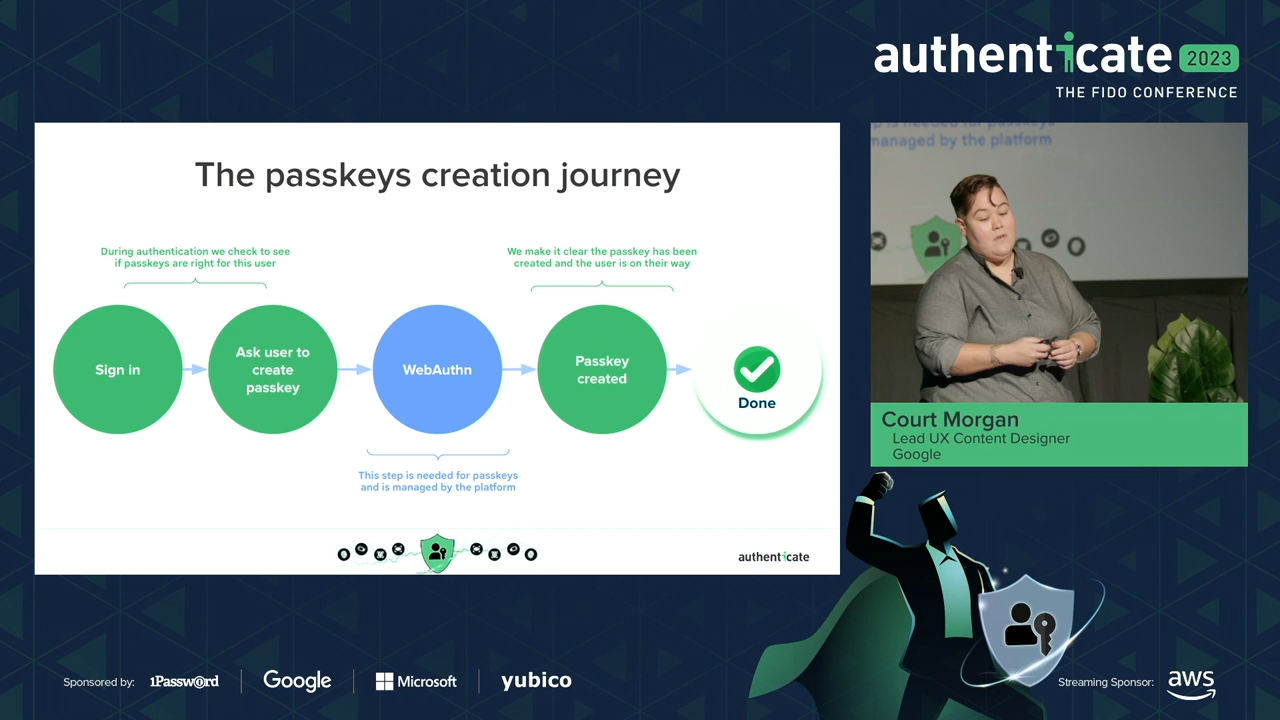 authenticate 2023
THE FIDO CONFERENCE
The passkeys creation journey
During authentication we check to see
if passkeys are right for this user
We make it clear the passkey has been
created and the user is on their way
Sign in
Ask user to
create
passkey
WebAuthn
Passkey
created
Done
This step is needed for passkeys
and is managed by the platform
authenticate
managed by the platform
Court Morgan
Lead UX Content Designer
Google
Sponsored by:
1Password
Google
Microsoft
yubico
Streaming Sponsor:
aws